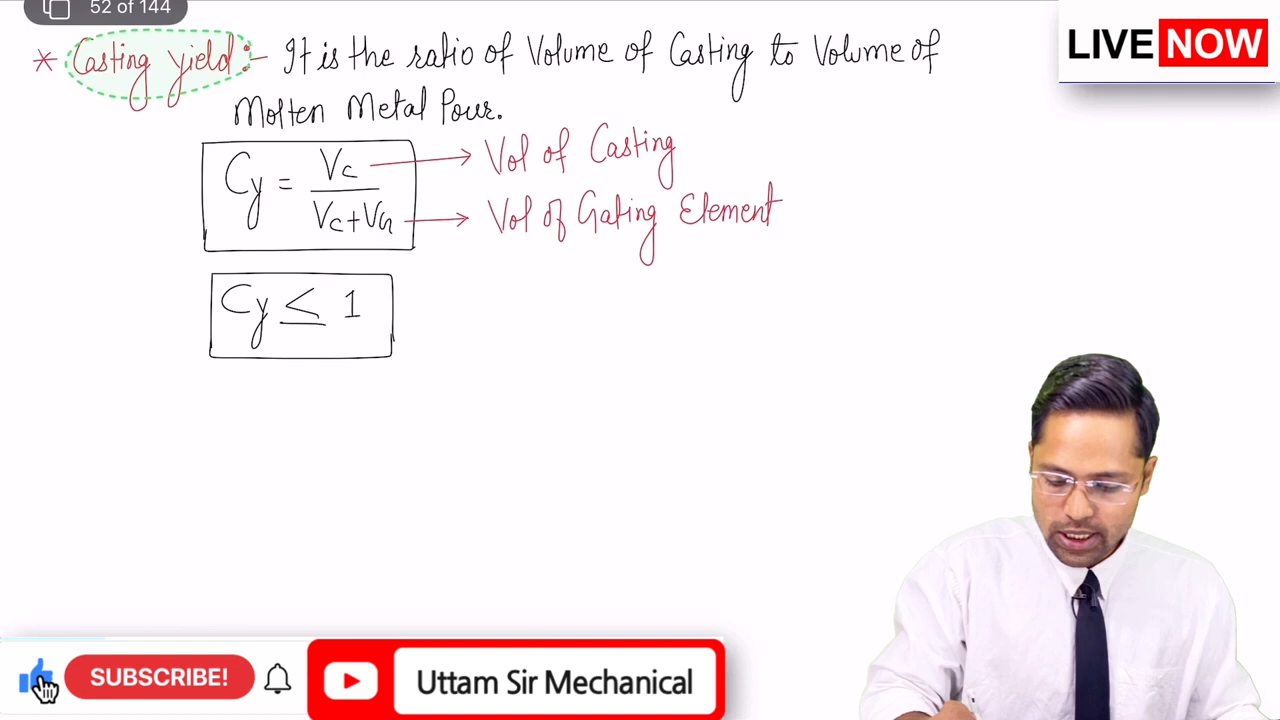 52 of 144
LIVE NOW
* Casting yield :- It is the ratio of Volume of Casting to Volume of
Molten Metal Pour.
Cy = Vc / Vc+VG
→ Vol of Casting
→ Vol of Gating Element
Cy ≤ 1
SUBSCRIBE!
Uttam Sir Mechanical